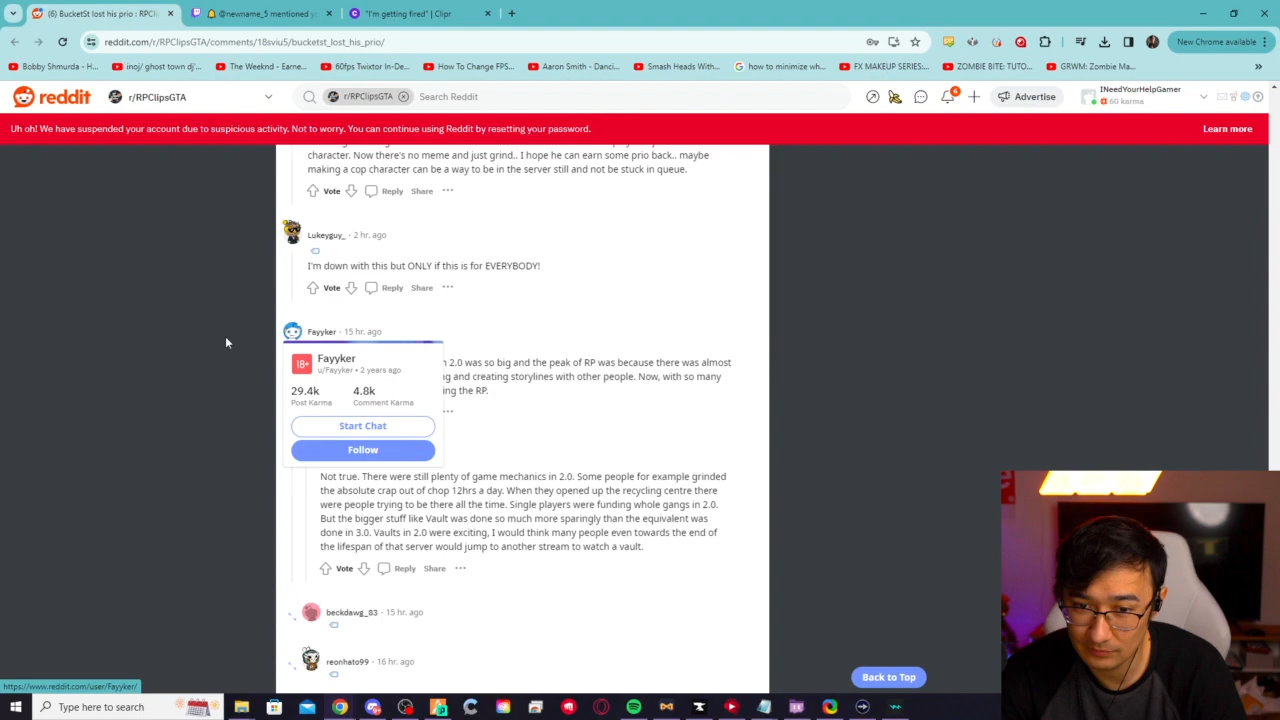 (6) BucketSt lost his prio : RPCli
@newname_S mentioned y
"I'm getting fired" | Clipr
reddit.com/r/RPClipsGTA/comments/18sviu5/bucketst_lost_his_prio/
New Chrome available
Bobby Shmurda - H...
inoj/ ghost town dj'...
The Weeknd - Earne...
60fps Twixtor In-De...
How To Change FPS...
Aaron Smith - Danci...
Smash Heads With A...
how to minimize wh...
FX MAKEUP SERIES:...
ZOMBIE BITE: TUTO...
GRWM: Zombie Ma...
reddit
r/RPClipsGTA
r/RPClipsGTA
Search Reddit
6
Advertise
INeedYourHelpGamer
60 karma
Uh oh! We have suspended your account due to suspicious activity. Not to worry. You can continue using Reddit by resetting your password.
Learn more
character. Now there's no meme and just grind.. I hope he can earn some prio back.. maybe
making a cop character can be a way to be in the server still and not be stuck in queue.
Vote Reply Share
Lukeyguy_ · 2 hr. ago
I'm down with this but ONLY if this is for EVERYBODY!
Vote Reply Share
Fayyker · 15 hr. ago
n 2.0 was so big and the peak of RP was because there was almost
ng and creating storylines with other people. Now, with so many
ing the RP.
18+
Fayyker
u/Fayyker • 2 years ago
29.4k 4.8k
Post Karma Comment Karma
Start Chat
Follow
Not true. There were still plenty of game mechanics in 2.0. Some people for example grinded
the absolute crap out of chop 12hrs a day. When they opened up the recycling centre there
were people trying to be there all the time. Single players were funding whole gangs in 2.0.
But the bigger stuff like Vault was done so much more sparingly than the equivalent was
done in 3.0. Vaults in 2.0 were exciting, I would think many people even towards the end of
the lifespan of that server would jump to another stream to watch a vault.
Vote Reply Share
beckdawg_83 · 15 hr. ago
reonhato99 · 16 hr. ago
Back to Top
https://www.reddit.com/user/Fayyker/
Type here to search